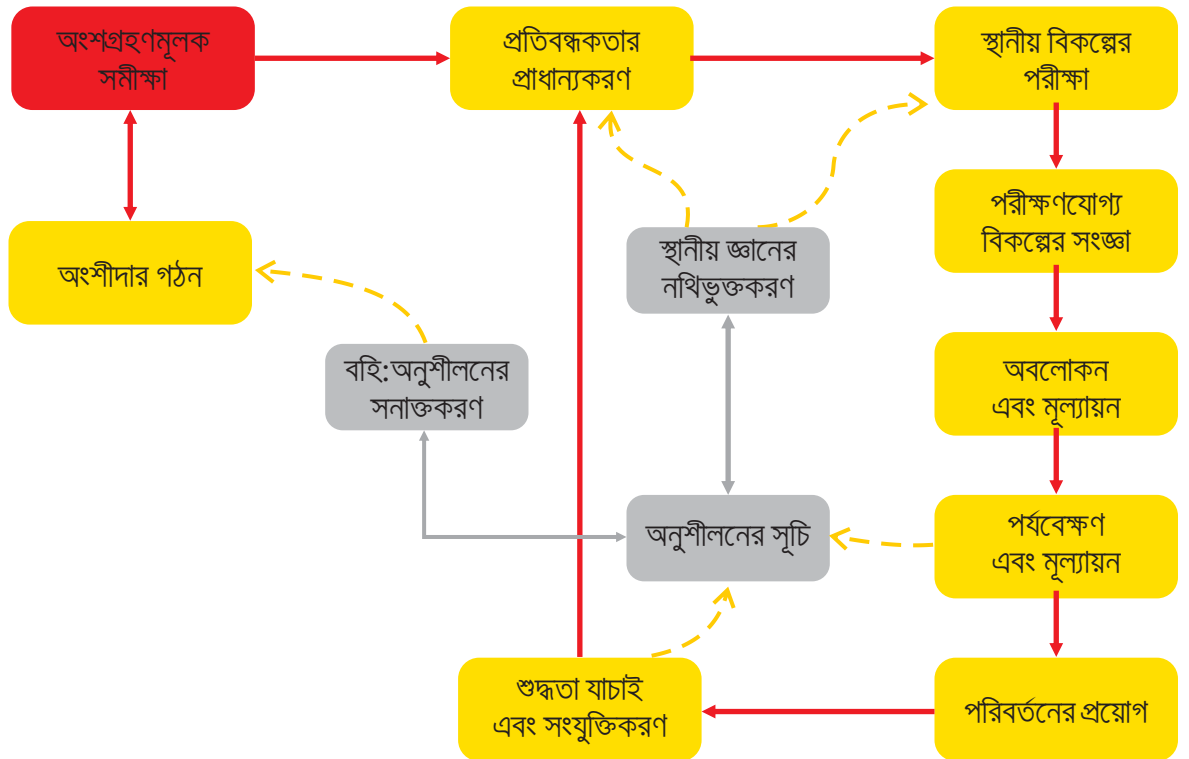 অংশগ্রহণমূলক
সমীক্ষা
প্রতিবন্ধকতার
প্রাধান্যকরণ
স্থানীয় বিকল্পের
পরীক্ষা
পরীক্ষণযোগ্য
বিকল্পের সংজ্ঞা
স্থানীয় জ্ঞানের
নথিভুক্তকরণ
অংশীদার গঠন
বহি:অনুশীলনের
সনাক্তকরণ
অবলোকন
এবং মূল্যায়ন
অনুশীলনের সূচি
পর্যবেক্ষণ
এবং মূল্যায়ন
শুদ্ধতা যাচাই
এবং সংযুক্তিকরণ
পরিবর্তনের প্রয়োগ